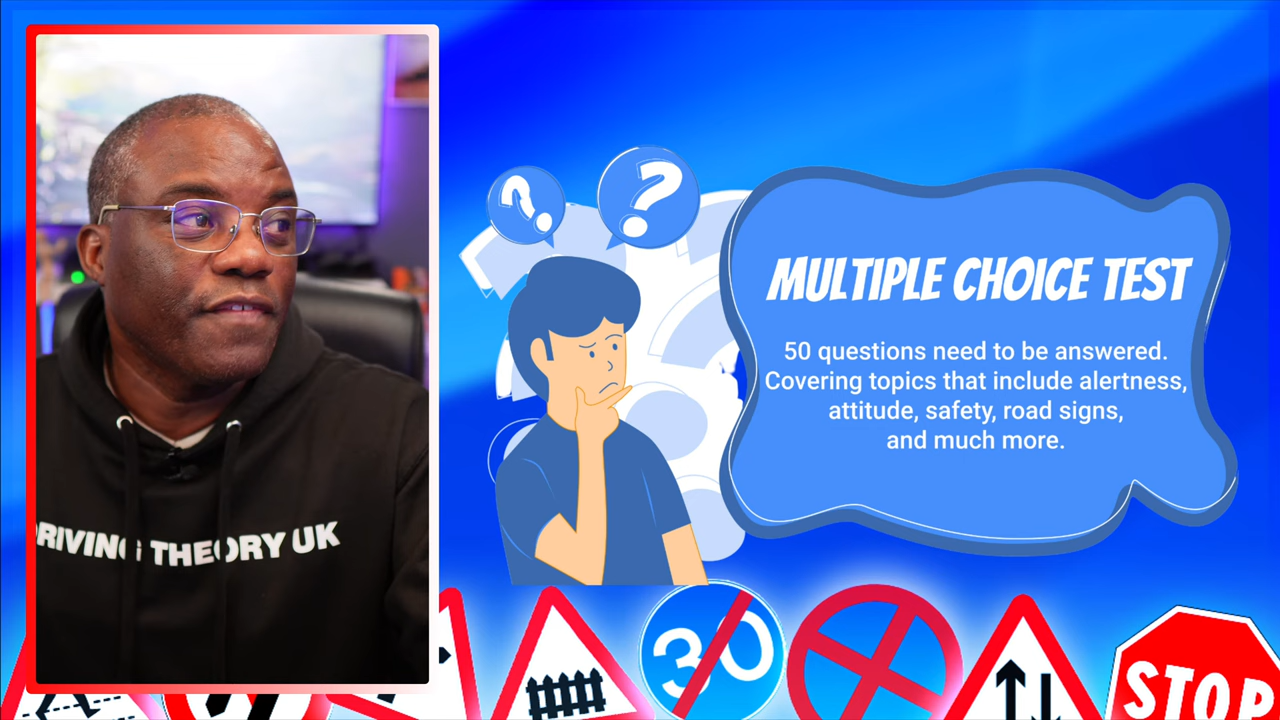 MULTIPLE CHOICE TEST
50 questions need to be answered.
Covering topics that include alertness,
attitude, safety, road signs,
and much more.
DRIVING THEORY UK
30
STOP